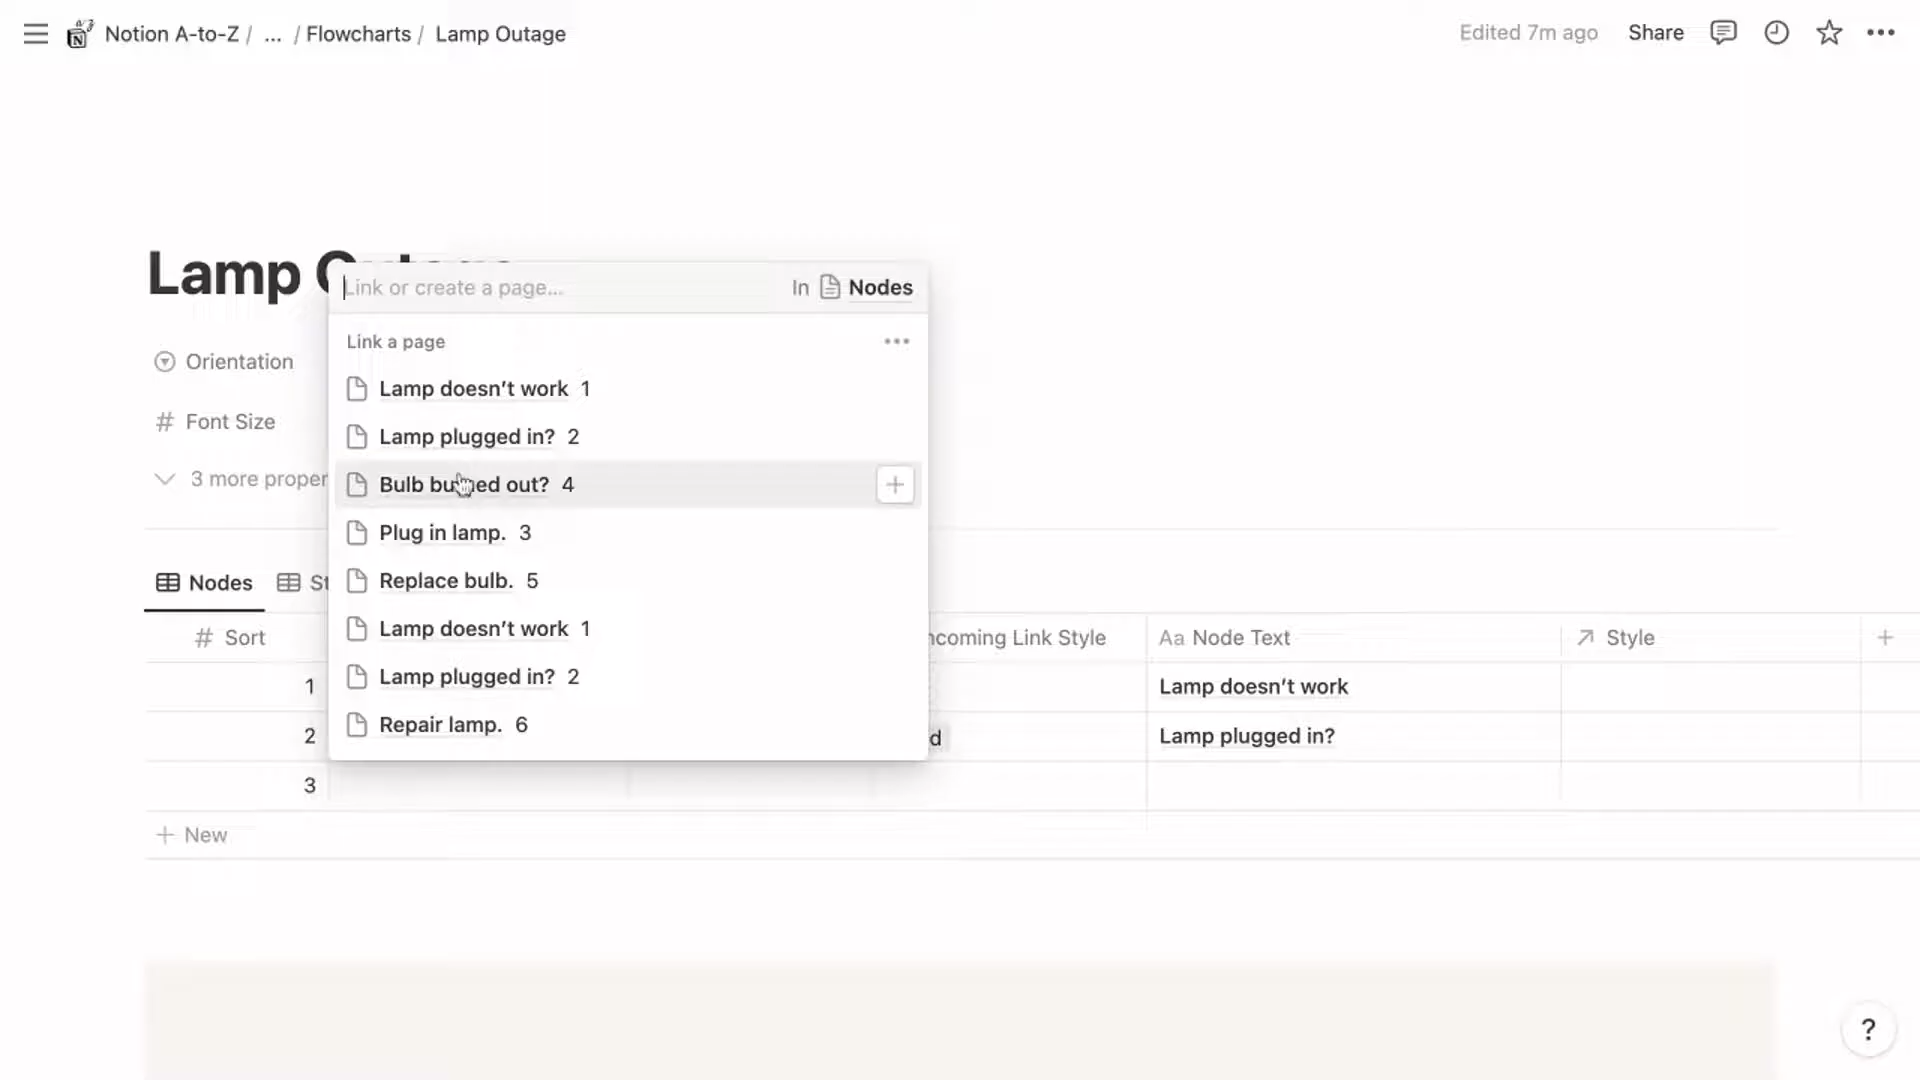 Notion A-to-Z / ... / Flowcharts / Lamp Outage
Edited 7m ago Share
Lamp
Link or create a page... In Nodes
Link a page
Orientation
Lamp doesn’t work 1
Font Size
Lamp plugged in? 2
3 more proper
Bulb burned out? 4
Plug in lamp. 3
Replace bulb. 5
Nodes
Lamp doesn’t work 1
Lamp plugged in? 2
Repair lamp. 6
# Sort ncoming Link Style Aa Node Text Style +
1 Lamp doesn’t work
2 d Lamp plugged in?
3
+ New
?